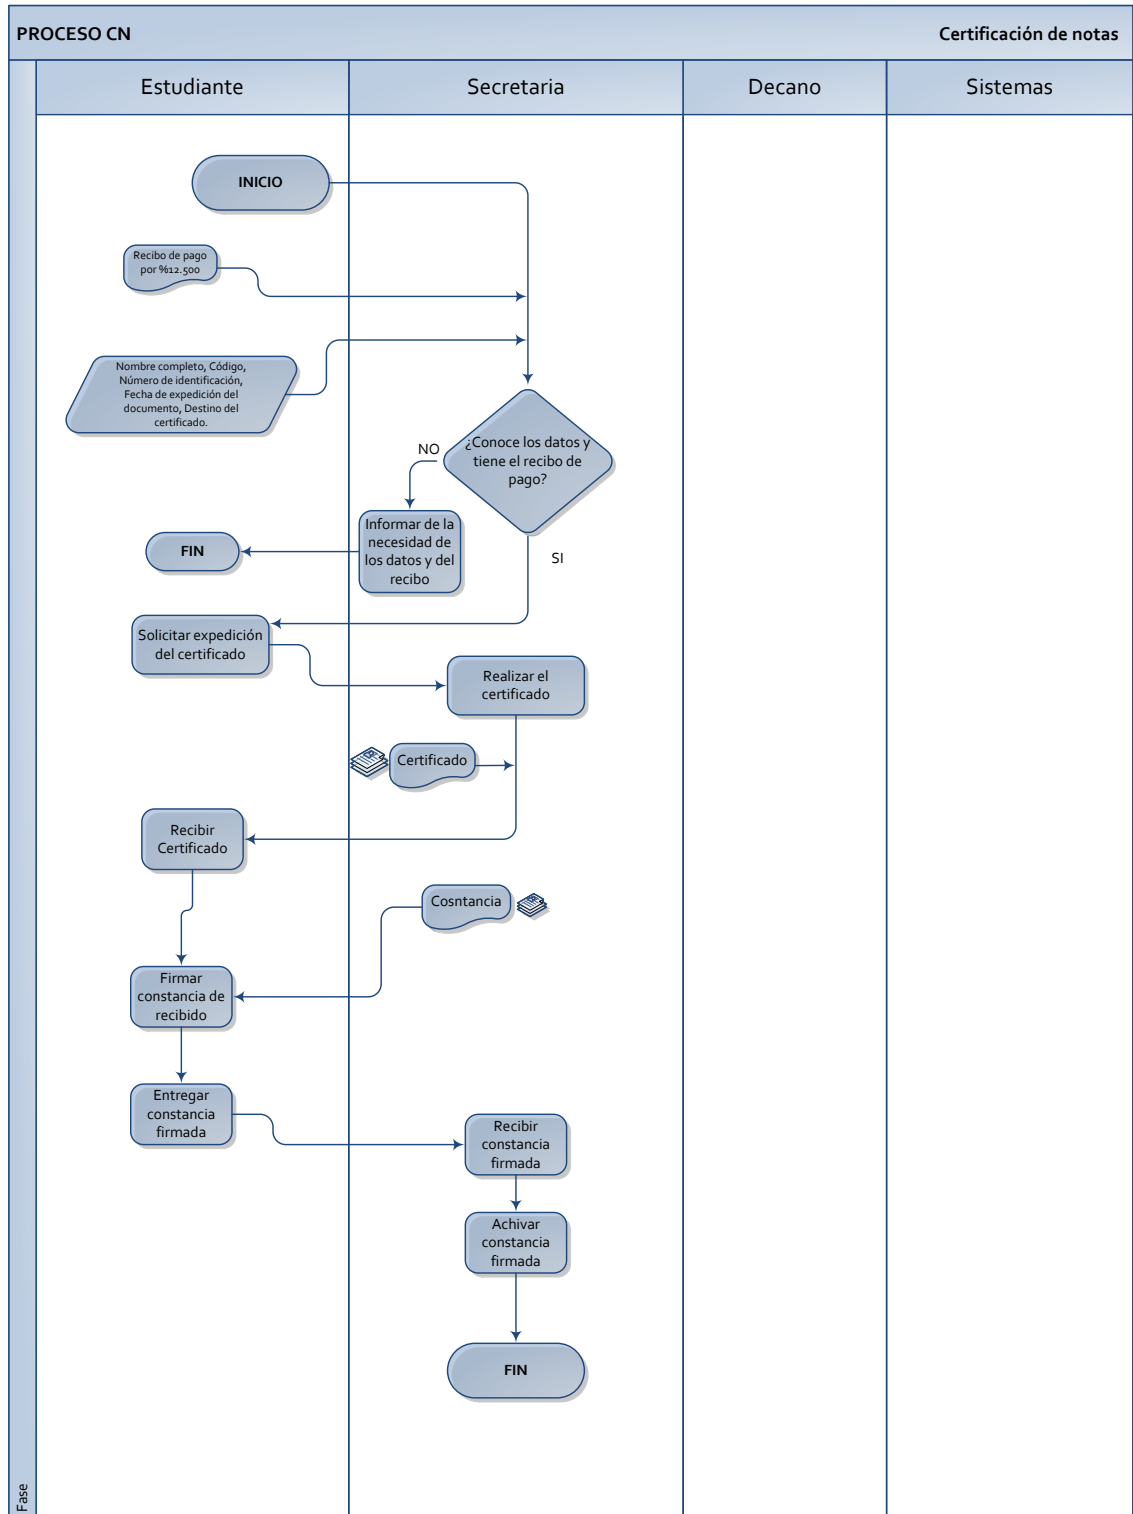 PROCESO CN
Certificación de notas
Estudiante
Secretaria
Decano
Sistemas
INICIO
Recibo de pago
por %12.500
Nombre completo, Código,
Número de identificación,
Fecha de expedición del
documento, Destino del
certificado.
¿Conoce los datos y
tiene el recibo de
pago?
NO
Informar de la
necesidad de
los datos y del
recibo
FIN
SI
Solicitar expedición
del certificado
Realizar el
certificado
Certificado
Recibir
Certificado
Cosntancia
Firmar
constancia de
recibido
Entregar
constancia
firmada
Recibir
constancia
firmada
Achivar
constancia
firmada
FIN
Fase